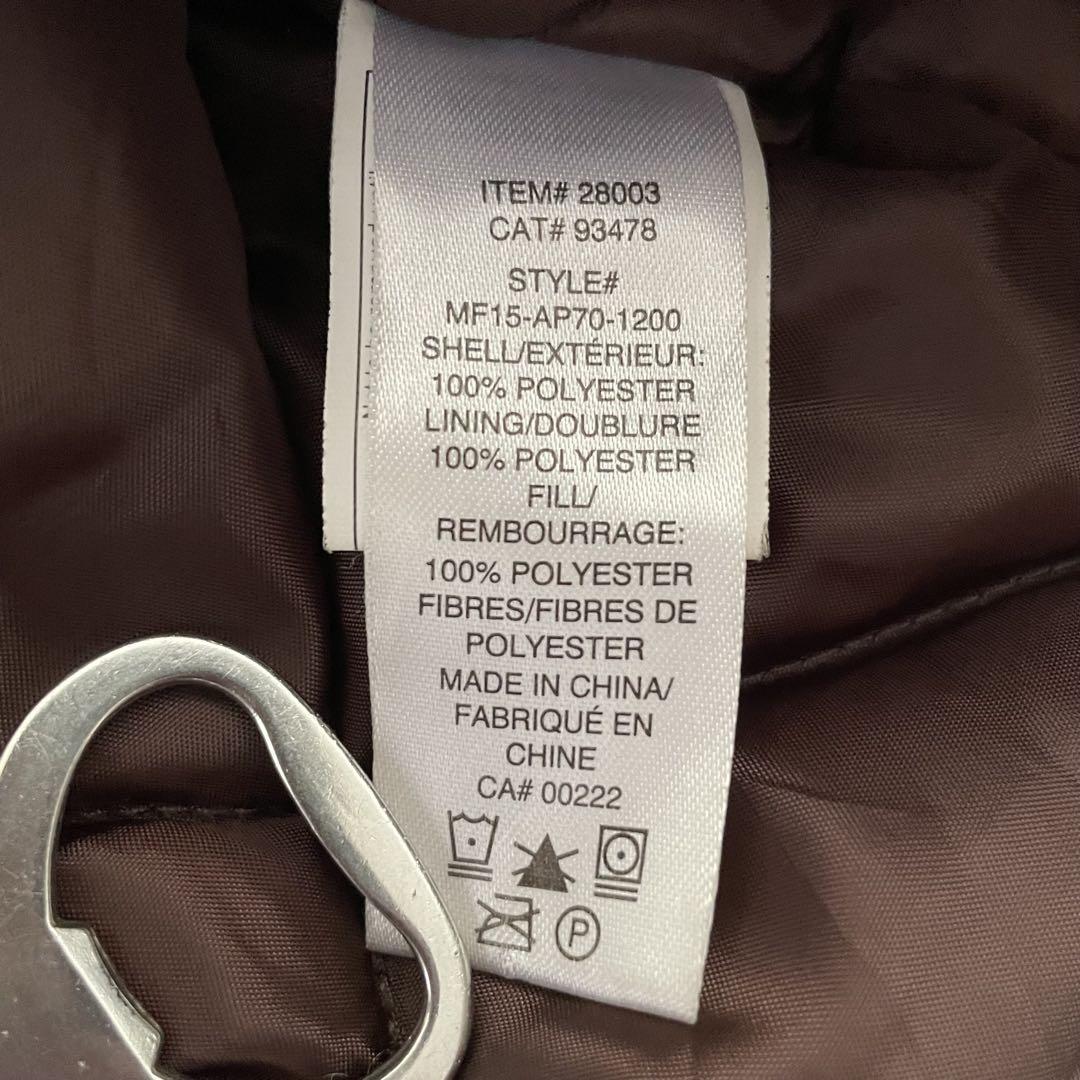 ITEM# 28003
CAT# 93478
STYLE#
MF15-AP70-1200
SHELL/EXTÉRIEUR:
100% POLYESTER
LINING/DOUBLURE
100% POLYESTER
FILL/
REMBOURRAGE:
100% POLYESTER
FIBRES/FIBRES DE
POLYESTER
MADE IN CHINA/
FABRIQUÉ EN
CHINE
CA# 00222
P